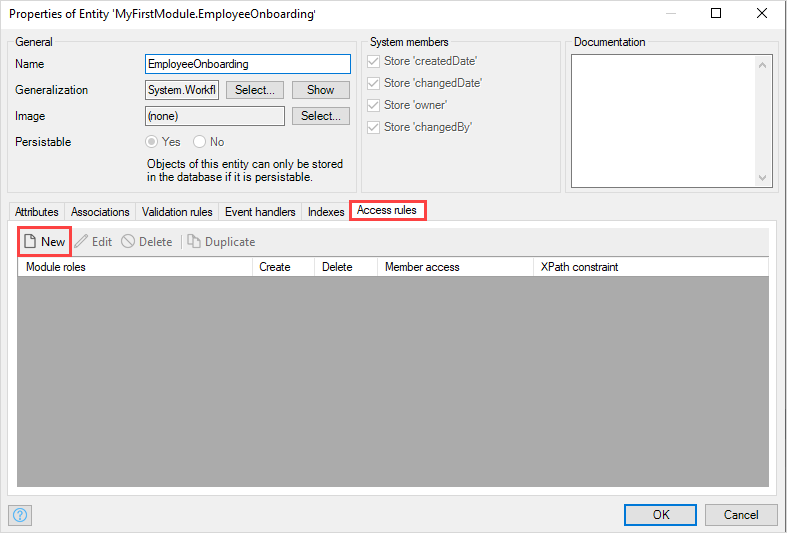 Properties of Entity 'MyFirstModule.EmployeeOnboarding'
General
Name EmployeeOnboarding
Generalization System.Workfl Select... Show
Image (none) Select...
Persistable Yes No
Objects of this entity can only be stored
in the database if it is persistable.
System members
Store 'createdDate'
Store 'changedDate'
Store 'owner'
Store 'changedBy'
Documentation
Attributes Associations Validation rules Event handlers Indexes Access rules
New Edit Delete Duplicate
Module roles Create Delete Member access XPath constraint
? OK Cancel